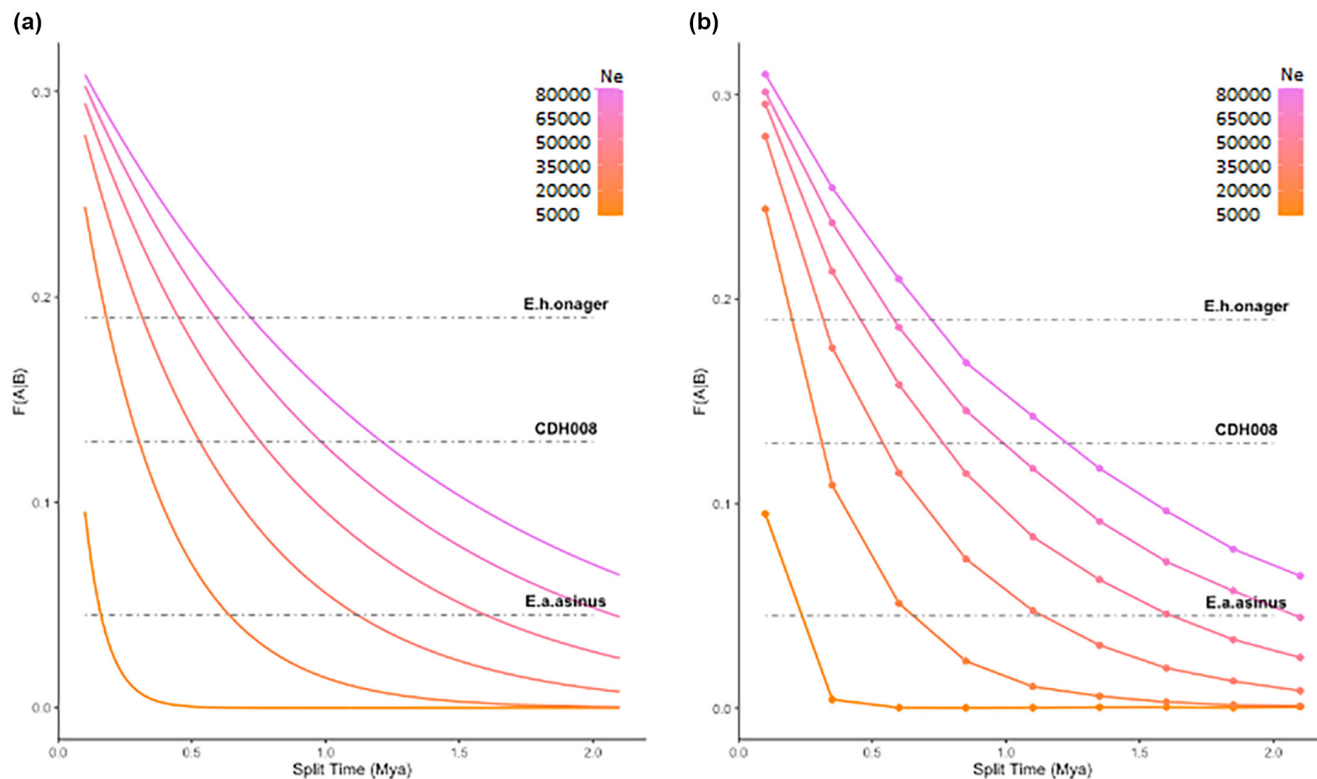 (a)
Ne
80000
65000
50000
35000
20000
5000
0.3
0.2
0.1
0.0
F(A|B)
E.h.onager
CDH008
E.a.asinus
0.0 0.5 1.0 1.5 2.0
Split Time (Mya)
(b)
Ne
80000
65000
50000
35000
20000
5000
0.3
0.2
0.1
0.0
F(A|B)
E.h.onager
CDH008
E.a.asinus
0.0 0.5 1.0 1.5 2.0
Split Time (Mya)